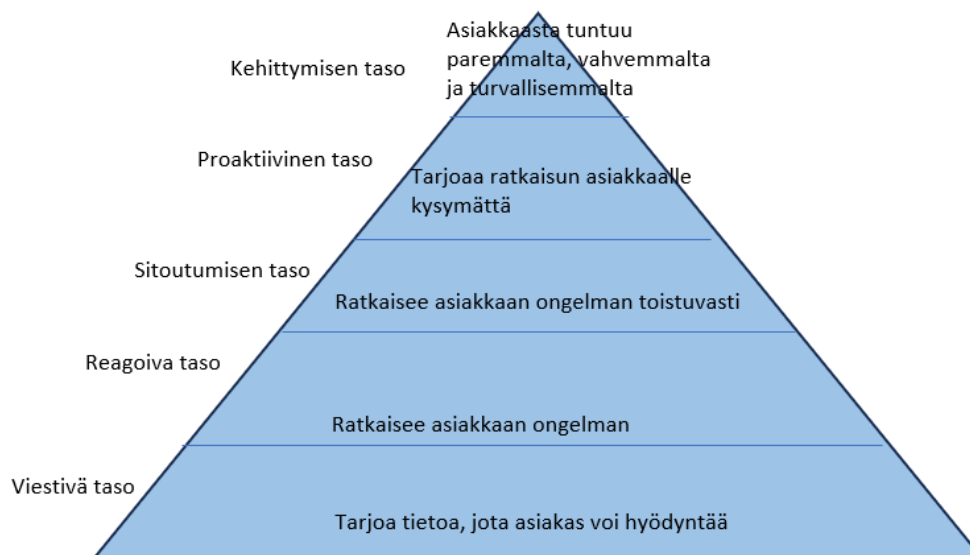 Asiakkaasta tuntuu
paremmalta, vahvemmalta
ja turvallisemmalta
Kehittymisen taso
Proaktiivinen taso
Tarjoaa ratkaisun asiakkaalle
kysymättä
Sitoutumisen taso
Ratkaisee asiakkaan ongelman toistuvasti
Reagoiva taso
Ratkaisee asiakkaan ongelman
Viestivä taso
Tarjoa tietoa, jota asiakas voi hyödyntää